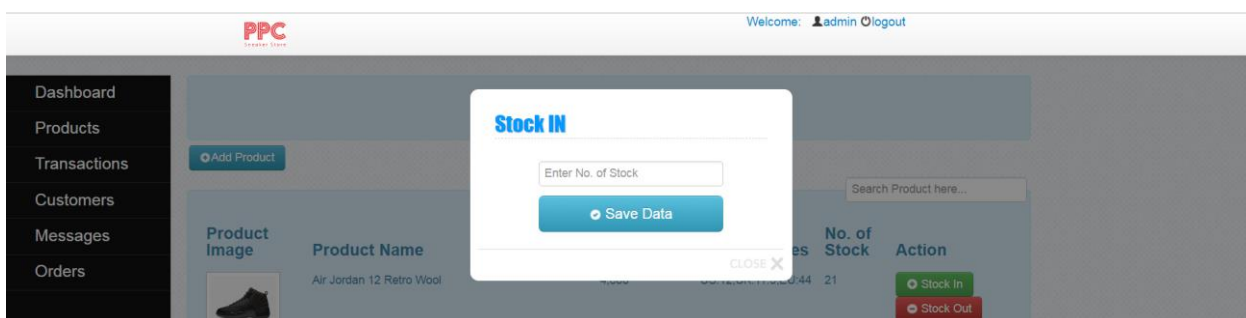 PPC
Sneaker Store
Welcome: admin logout
Dashboard
Products
Transactions
Customers
Messages
Orders
Add Product
Search Product here...
Product Image
Product Name
No. of Stock
Action
Air Jordan 12 Retro Wool
21
Stock In
Stock Out
Stock IN
Enter No. of Stock
Save Data
CLOSE